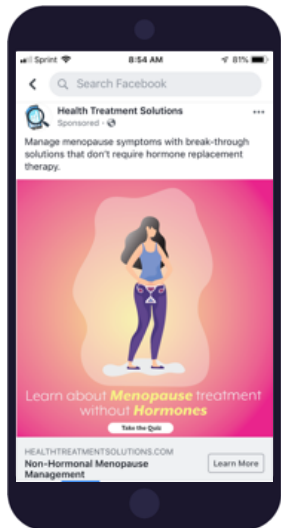 Sprint 8:54 AM 81%
Search Facebook
Health Treatment Solutions
Sponsored ·
Manage menopause symptoms with break-through
solutions that don't require hormone replacement
therapy.
Learn about Menopause treatment
without Hormones
Take the Quiz
HEALTHTREATMENTSOLUTIONS.COM
Non-Hormonal Menopause
Management
Learn More